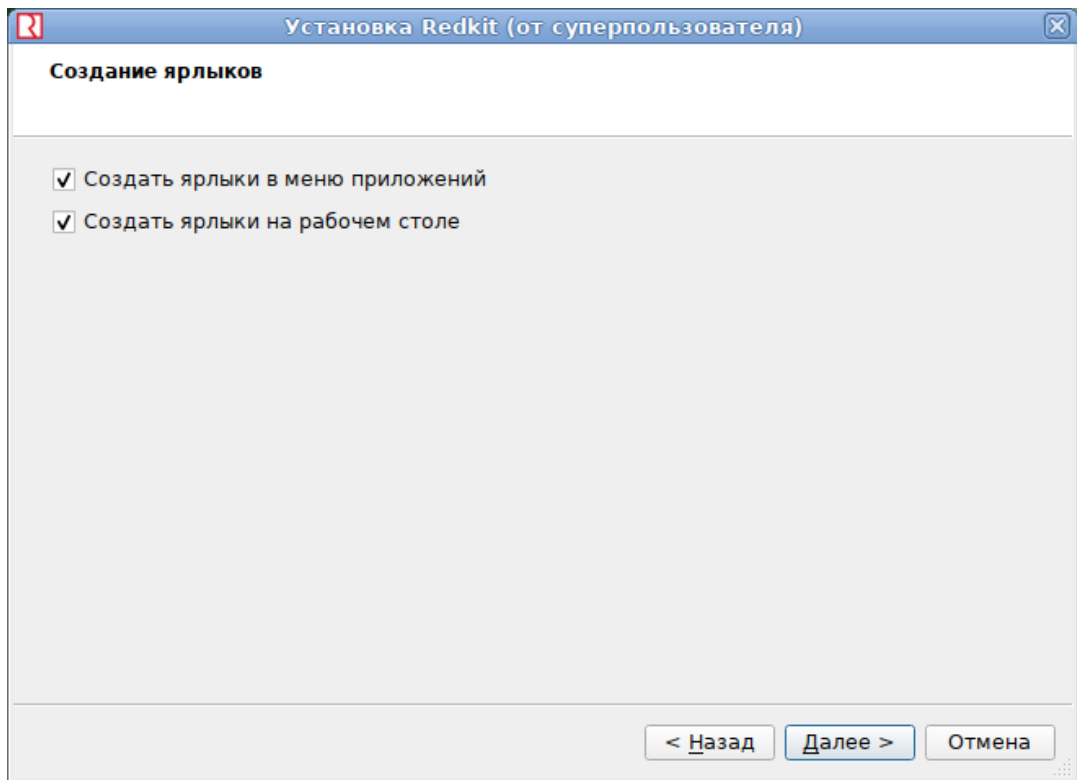 Установка Redkit (от суперпользователя)
Создание ярлыков
Создать ярлыки в меню приложений
Создать ярлыки на рабочем столе
< Назад Далее > Отмена